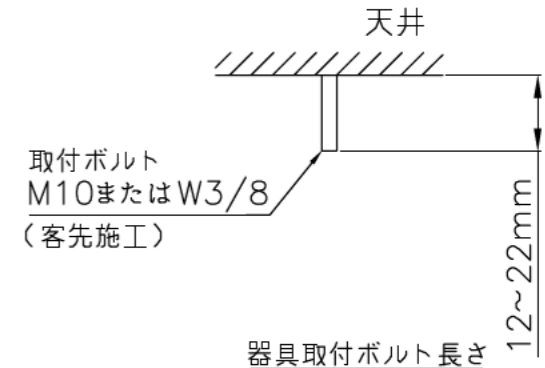 天井
取付ボルト
M10またはW3/8
(客先施工)
12~22mm
器具取付ボルト長さ